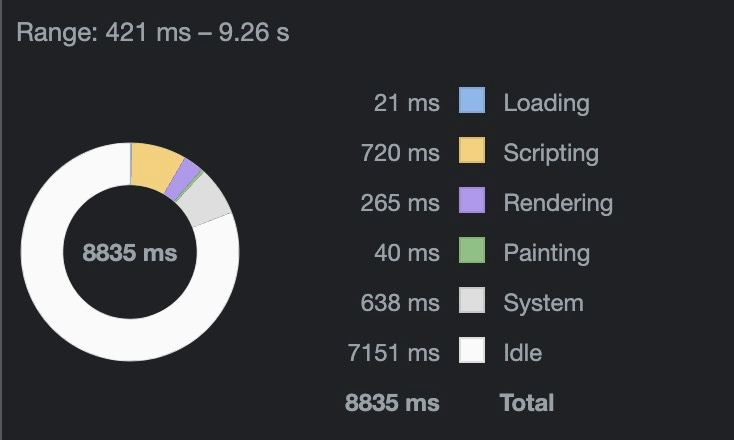 Range: 421 ms – 9.26 s
8835 ms
21 ms Loading
720 ms Scripting
265 ms Rendering
40 ms Painting
638 ms System
7151 ms Idle
8835 ms Total